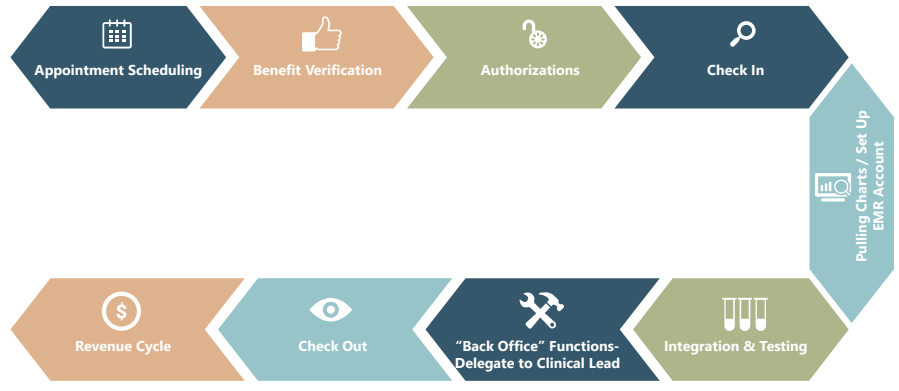 Appointment Scheduling
Benefit Verification
Authorizations
Check In
Pulling Charts / Set Up
EMR Account
Integration & Testing
“Back Office” Functions-
Delegate to Clinical Lead
Check Out
Revenue Cycle
$